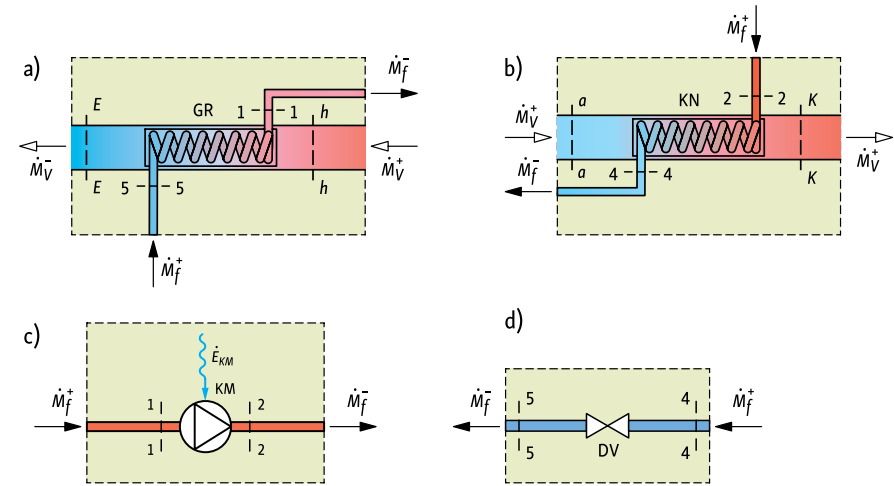 a)
Ṁf⁻
E
GR
1
1
h
ṀV⁻
ṀV⁺
E
5
5
h
Ṁf⁺
b)
Ṁf⁺
a
KN
2
2
K
ṀV⁺
ṀV⁻
Ṁf⁻
a
4
4
K
c)
ĖKM
KM
Ṁf⁺
1
2
Ṁf⁻
1
2
d)
Ṁf⁻
5
4
Ṁf⁺
5
DV
4